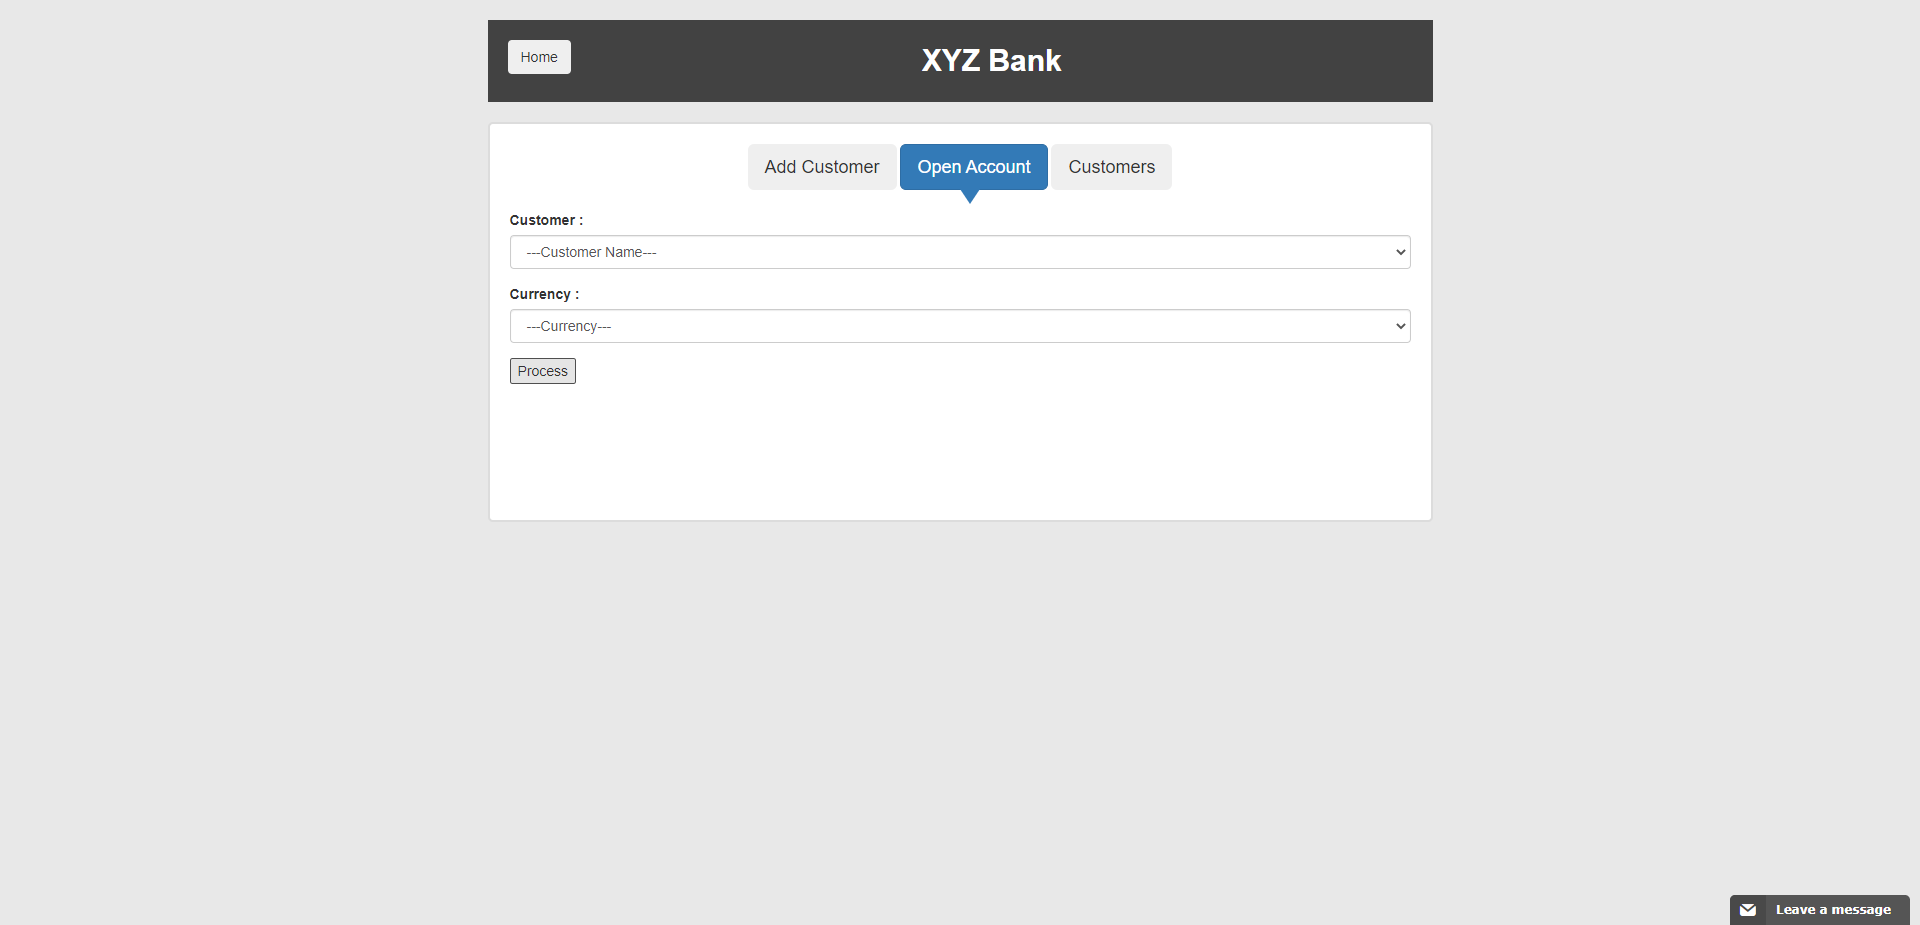 Home
XYZ Bank
Add Customer
Open Account
Customers
Customer :
---Customer Name---
Currency :
---Currency---
Process
Leave a message